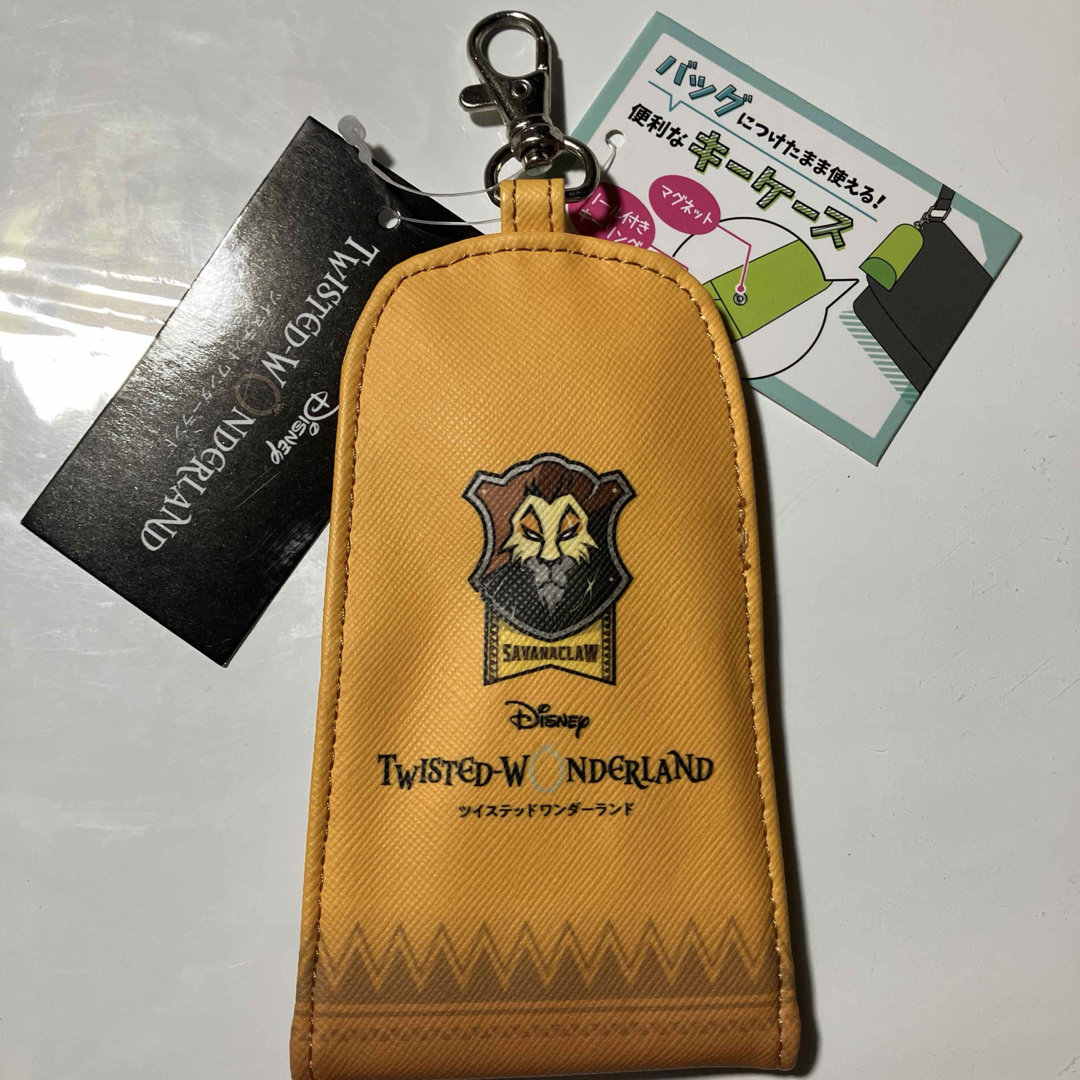 バッグにつけたまま使える!
便利なキーケース
マグネット
付き
DISNEY
TWISTED-WONDERLAND
ツイステッドワンダーランド
SAVANACLAW
DISNEY
TWISTED-WONDERLAND
ツイステッドワンダーランド